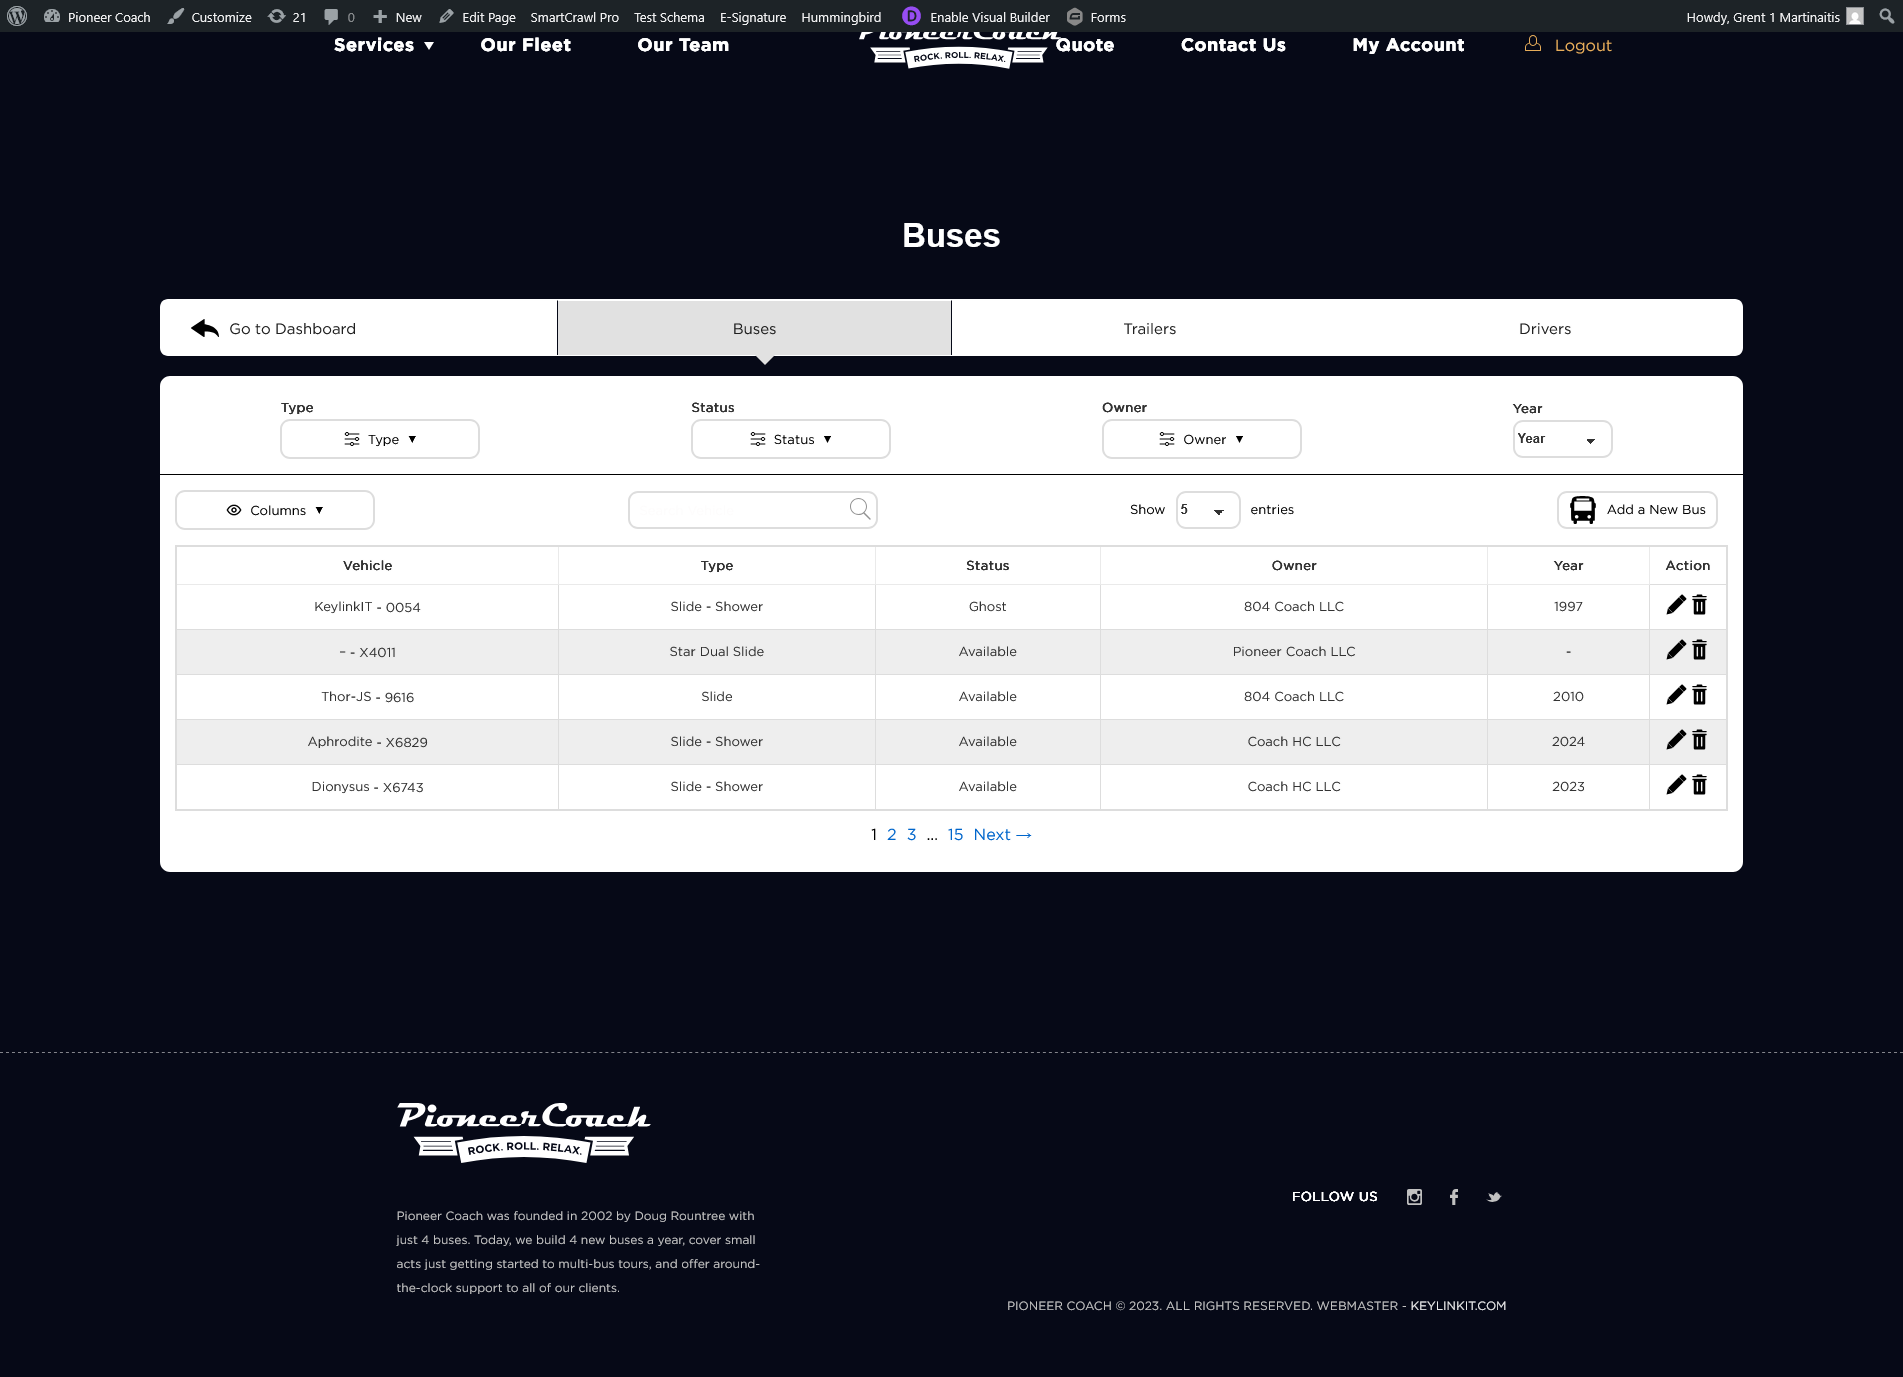 Pioneer Coach Customize 21 0 New Edit Page SmartCrawl Pro Test Schema E-Signature Hummingbird D Enable Visual Builder Forms Howdy, Grent 1 Martinaitis
Services ▼ Our Fleet Our Team PioneerCoach Quote Contact Us My Account Logout
ROCK. ROLL. RELAX.
Buses
Go to Dashboard Buses Trailers Drivers
Type Status Owner Year
Type ▼ Status ▼ Owner ▼ Year
Columns ▼ Show 5 entries Add a New Bus
Vehicle Type Status Owner Year Action
KeylinkIT - 0054 Slide - Shower Ghost 804 Coach LLC 1997
– - X4011 Star Dual Slide Available Pioneer Coach LLC -
Thor-JS - 9616 Slide Available 804 Coach LLC 2010
Aphrodite - X6829 Slide - Shower Available Coach HC LLC 2024
Dionysus - X6743 Slide - Shower Available Coach HC LLC 2023
1 2 3 ... 15 Next →
PioneerCoach
ROCK. ROLL. RELAX.
FOLLOW US
Pioneer Coach was founded in 2002 by Doug Rountree with
just 4 buses. Today, we build 4 new buses a year, cover small
acts just getting started to multi-bus tours, and offer around-
the-clock support to all of our clients.
PIONEER COACH © 2023. ALL RIGHTS RESERVED. WEBMASTER - KEYLINKIT.COM